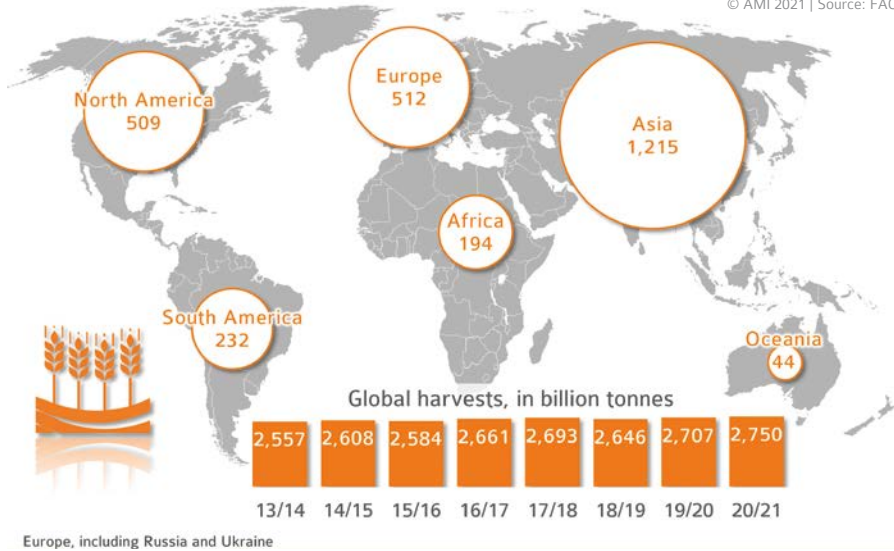 © AMI 2021 | Source: FAO
North America
509
Europe
512
Asia
1,215
Africa
194
South America
232
Oceania
44
Global harvests, in billion tonnes
2,557 2,608 2,584 2,661 2,693 2,646 2,707 2,750
13/14 14/15 15/16 16/17 17/18 18/19 19/20 20/21
Europe, including Russia and Ukraine